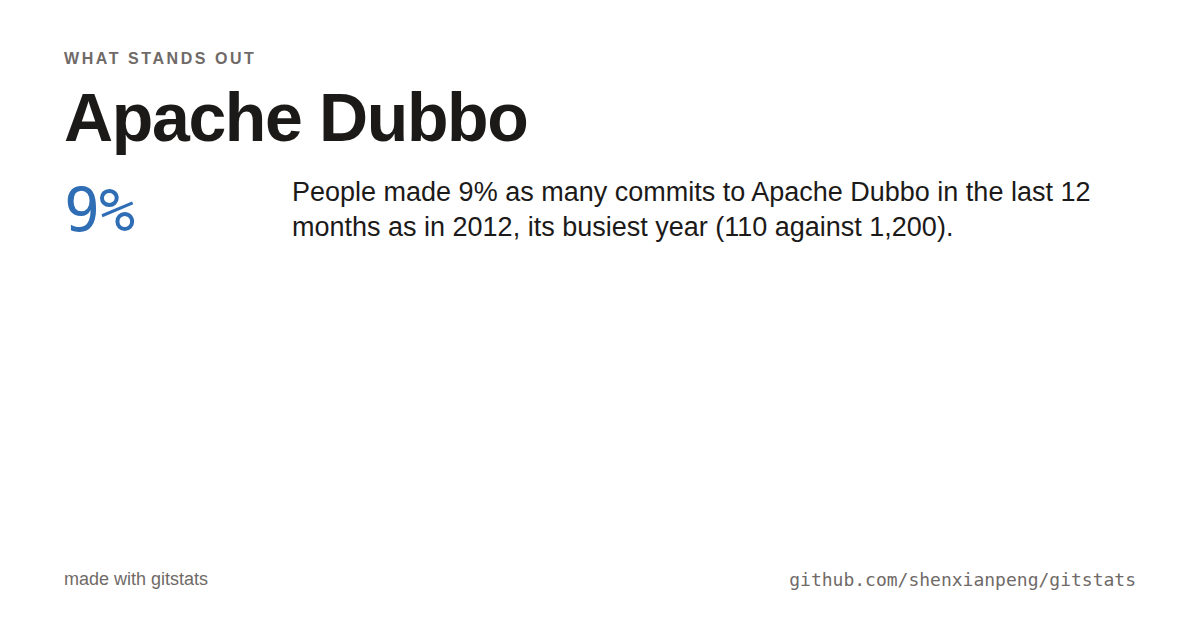 WHAT STANDS OUT
Apache Dubbo
9%
People made 9% as many commits to Apache Dubbo in the last 12
months as in 2012, its busiest year (110 against 1,200).
made with gitstats
github.com/shenxianpeng/gitstats